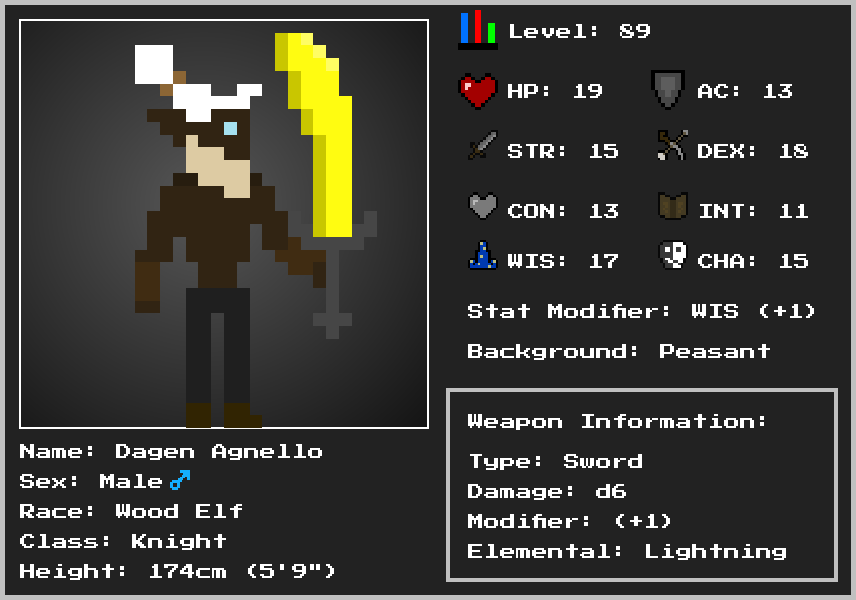 Level: 89
HP: 19 AC: 13
STR: 15 DEX: 18
CON: 13 INT: 11
WIS: 17 CHA: 15
Stat Modifier: WIS (+1)
Background: Peasant
Weapon Information:
Type: Sword
Damage: d6
Modifier: (+1)
Elemental: Lightning
Name: Dagen Agnello
Sex: Male♂
Race: Wood Elf
Class: Knight
Height: 174cm (5'9")